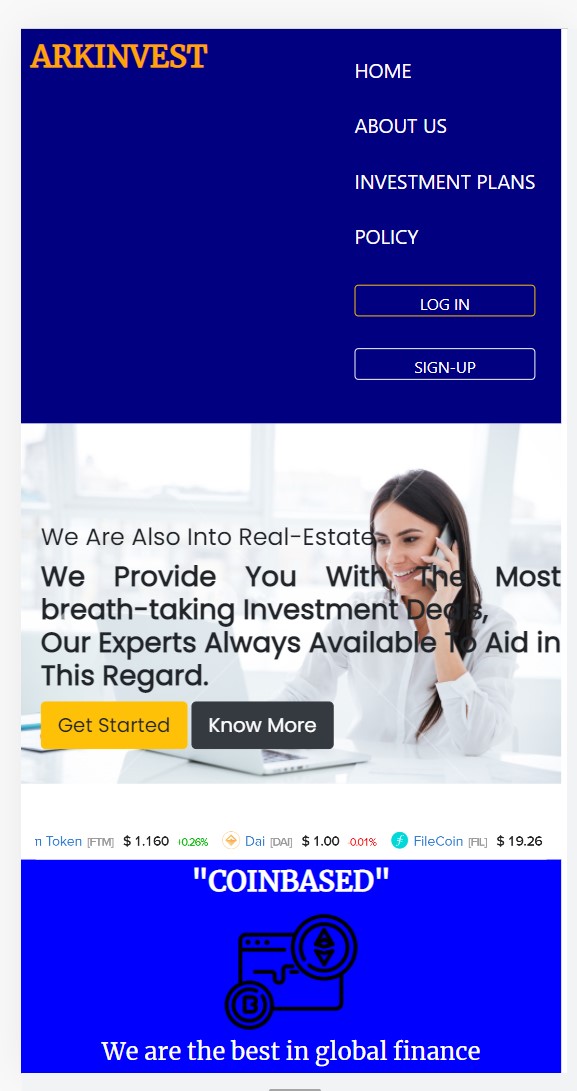 ARKINVEST
HOME
ABOUT US
INVESTMENT PLANS
POLICY
LOG IN
SIGN-UP
We Are Also Into Real-Estate
We Provide You With, The Most
breath-taking Investment Deals,
Our Experts Always Available To Aid in
This Regard.
Get Started Know More
n Token [FTM] $ 1.160 +0.26% Dai [DAI] $ 1.00 -0.01% FileCoin [FIL] $ 19.26
"COINBASED"
We are the best in global finance